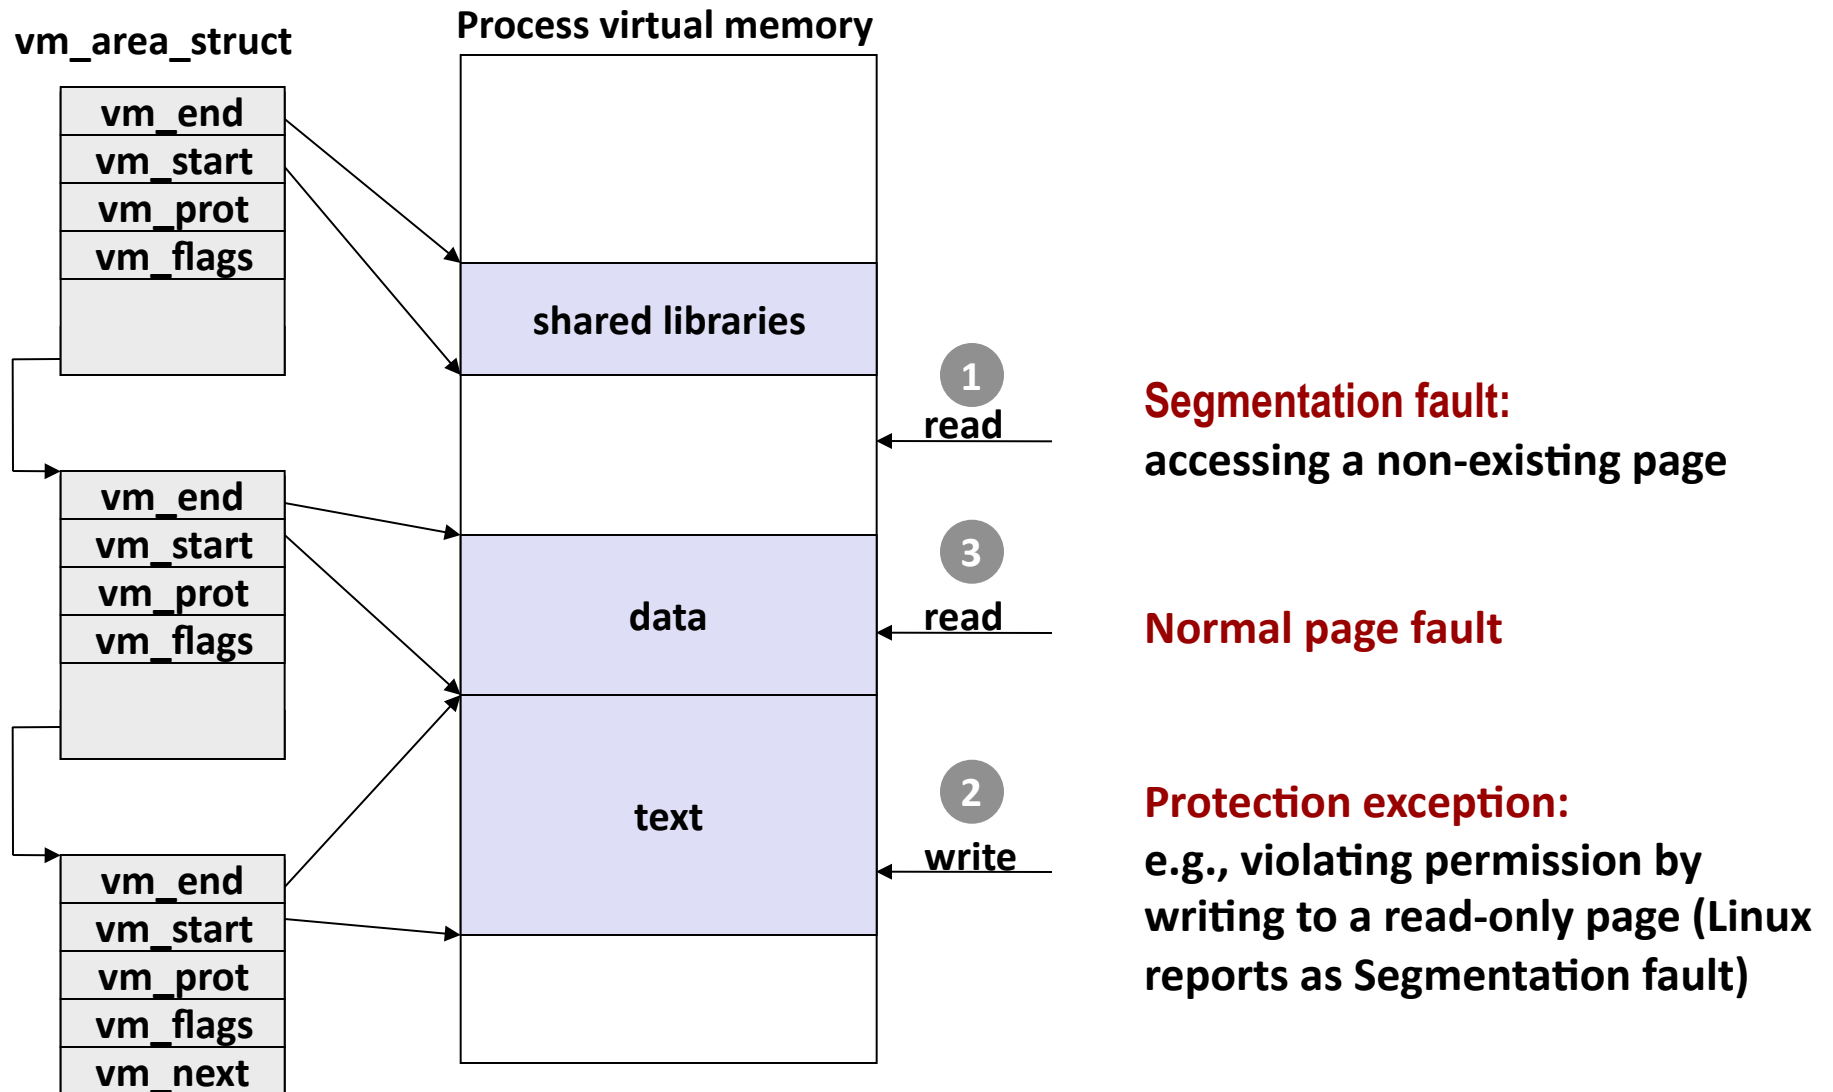 Process virtual memory
vm_area_struct
vm_end
vm_start
vm_prot
vm_flags
shared libraries
1
read
Segmentation fault:
accessing a non-existing page
vm_end
vm_start
vm_prot
vm_flags
data
3
read
Normal page fault
text
2
write
Protection exception:
e.g., violating permission by
writing to a read-only page (Linux
reports as Segmentation fault)
vm_end
vm_start
vm_prot
vm_flags
vm_next